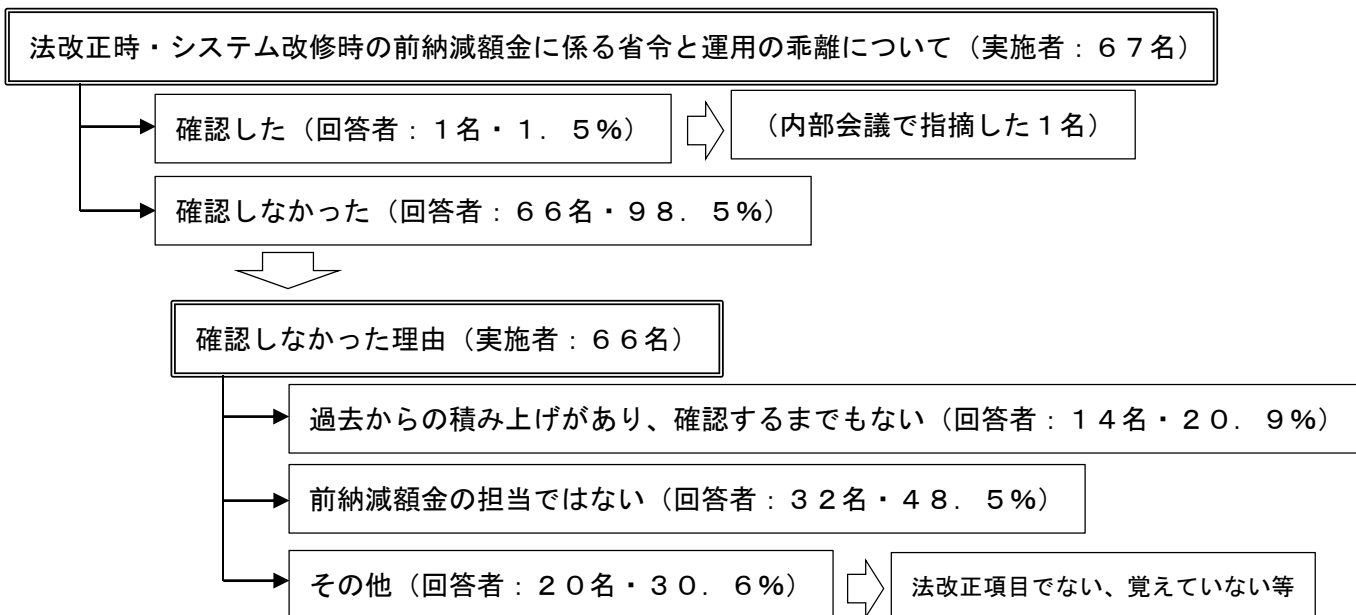 法改正時・システム改修時の前納減額金に係る省令と運用の乖離について（実施者：６７名）
確認した（回答者：１名・１．５％）
（内部会議で指摘した１名）
確認しなかった（回答者：６６名・９８．５％）
確認しなかった理由（実施者：６６名）
過去からの積み上げがあり、確認するまでもない（回答者：１４名・２０．９％）
前納減額金の担当ではない（回答者：３２名・４８．５％）
その他（回答者：２０名・３０．６％）
法改正項目でない、覚えていない等